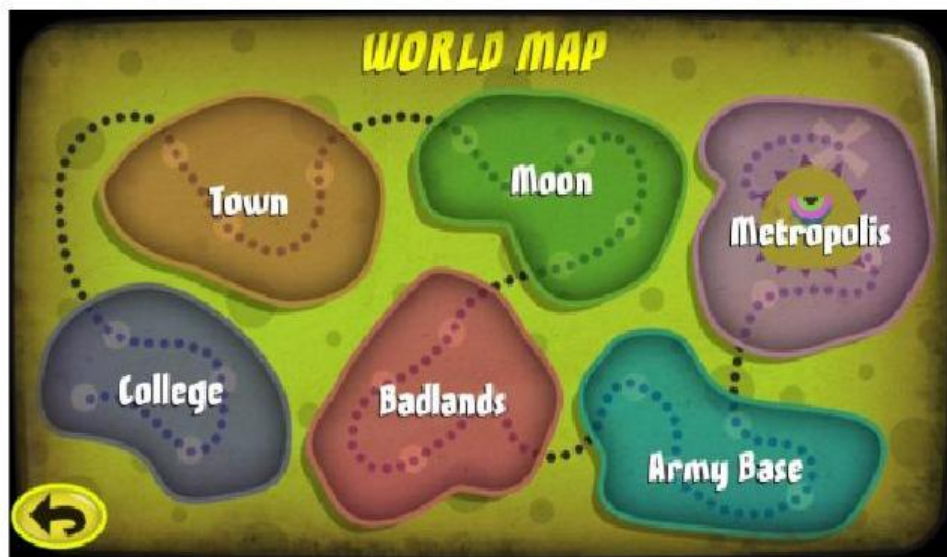 WORLD MAP
Town
Moon
Metropolis
College
Badlands
Army Base